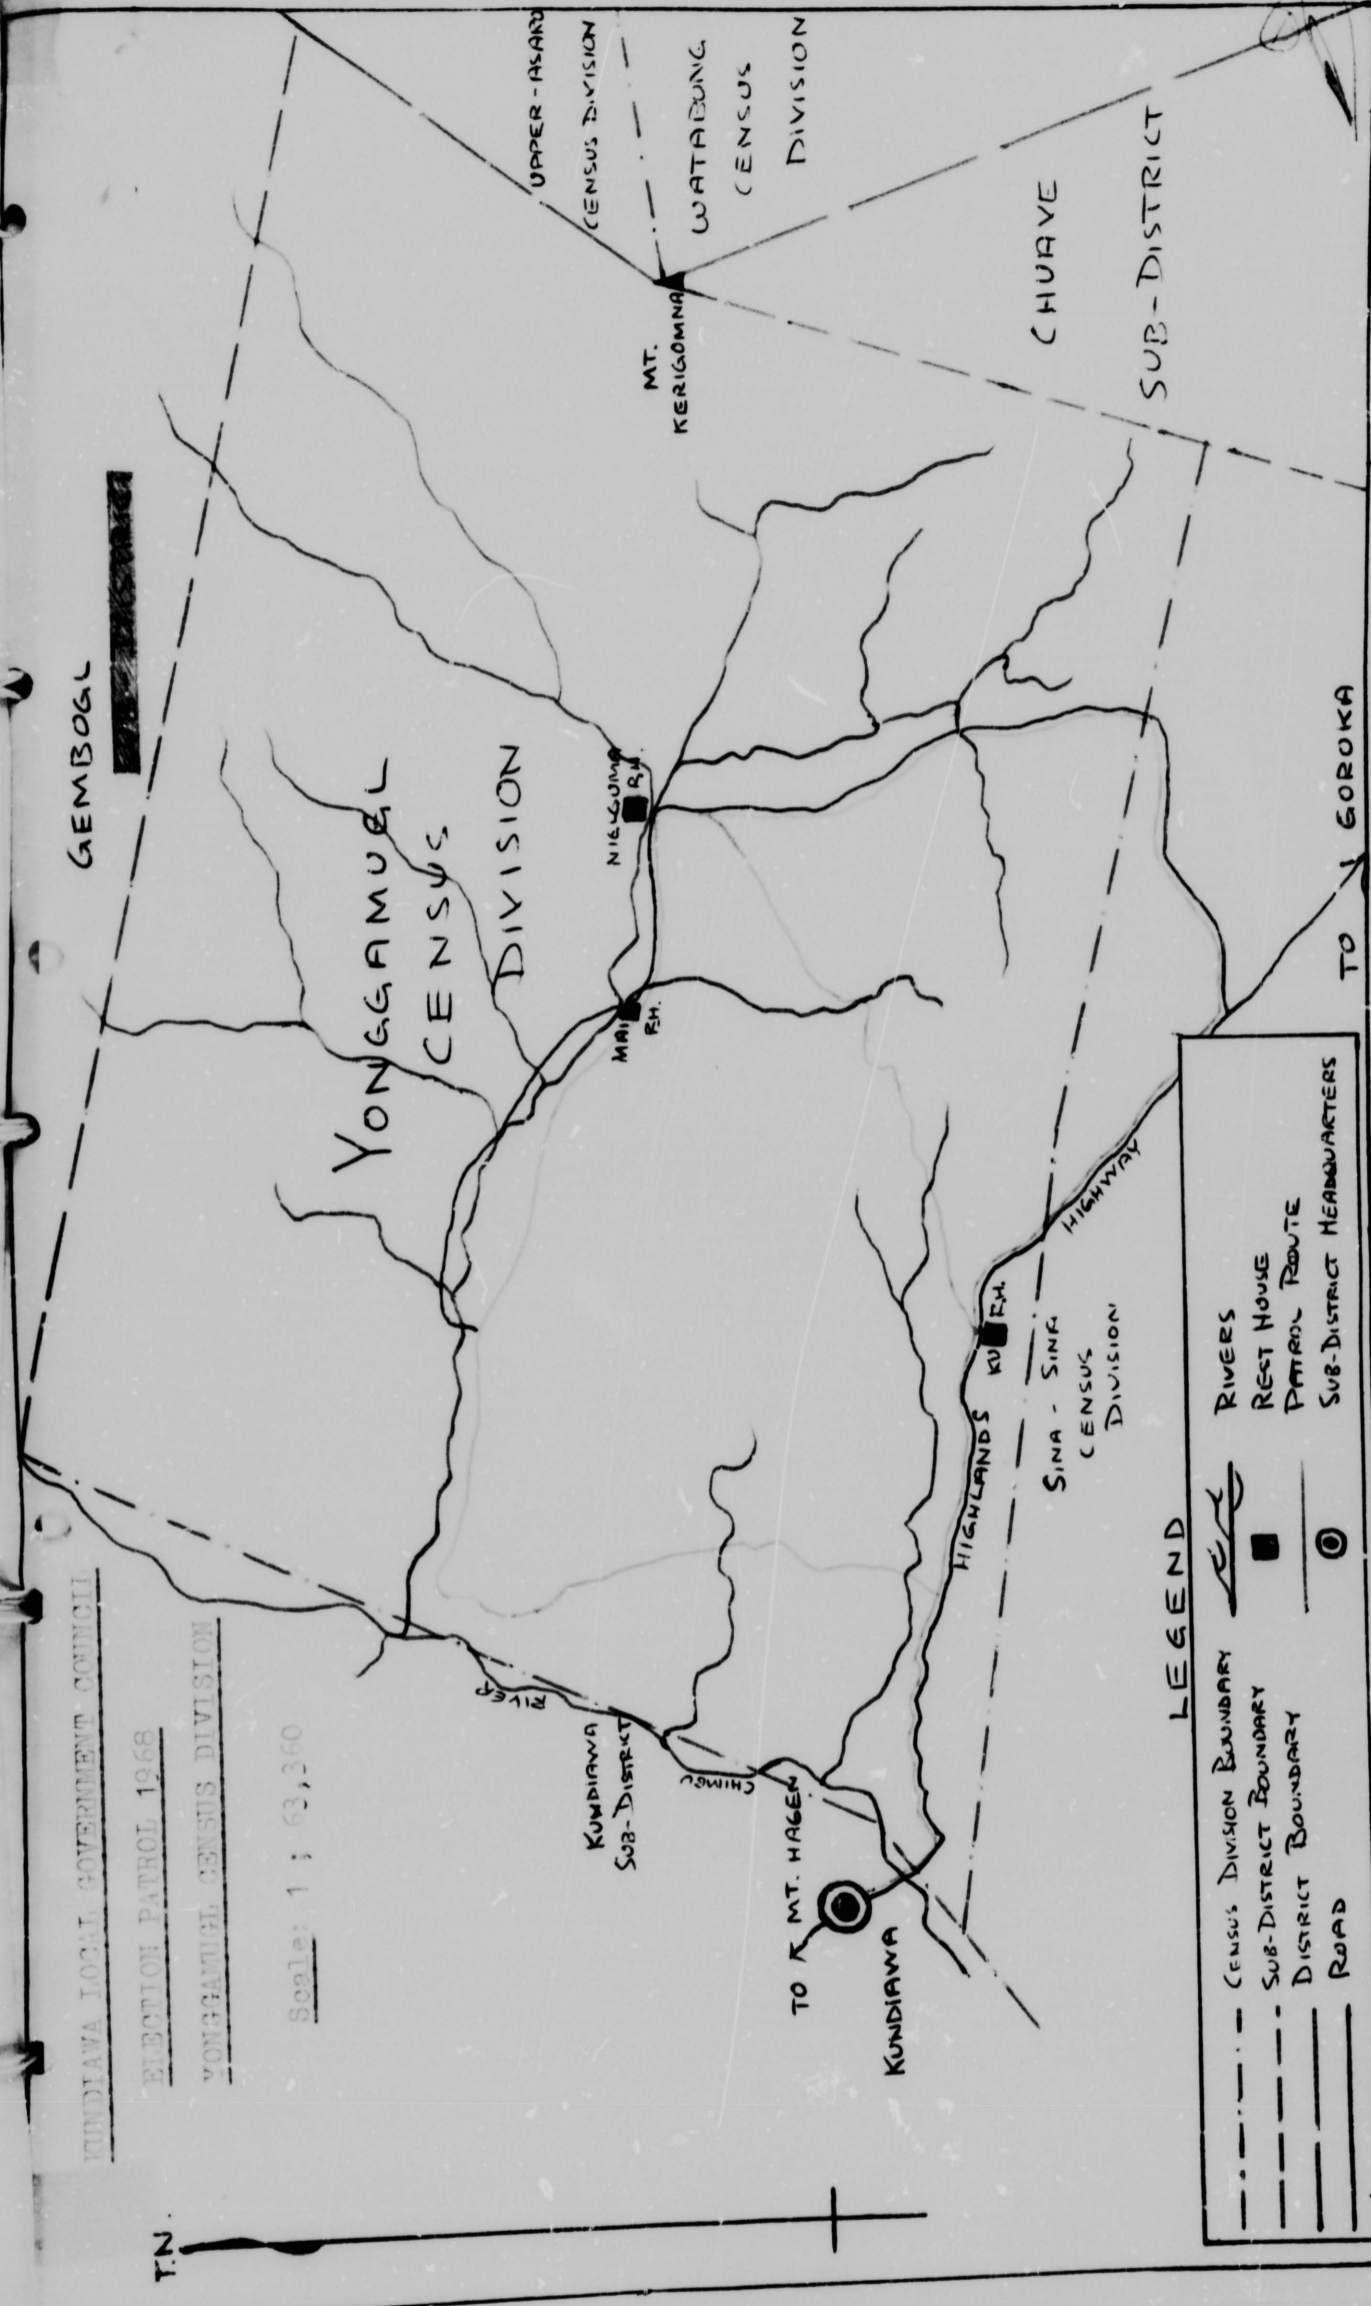 T.N.
KUNDIAWA LOCAL GOVERNMENT COUNCIL
ELECTION PATROL 1968
YONGGAMUGL CENSUS DIVISION
Scale: 1 : 63,360
GEMBOGL
UPPER-ASARO
CENSUS DIVISION
WATABUNG
CENSUS
DIVISION
MT.
KERIGOMNA
CHUAVE
SUB-DISTRICT
YONGGAMUGL
CENSUS
DIVISION
R.H.
MAI
R.H.
RIVER
CHIMBU
KUNDIAWA
SUB-DISTRICT
TO MT. HAGEN
KUNDIAWA
HIGHLANDS
HIGHWAY
KU R.H.
SINA - SINA
CENSUS
DIVISION
TO GOROKA
LEGEND
CENSUS DIVISION BOUNDARY
SUB-DISTRICT BOUNDARY
DISTRICT BOUNDARY
ROAD
RIVERS
REST HOUSE
PATROL ROUTE
SUB-DISTRICT HEADQUARTERS